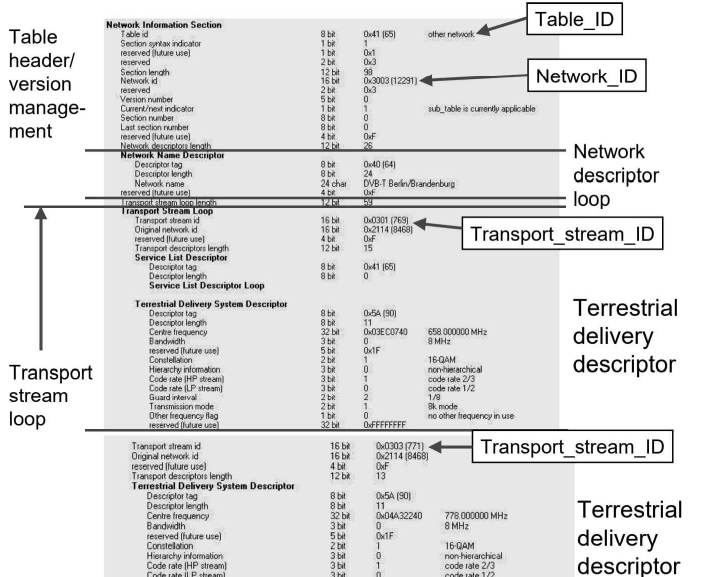 Table
header/
version
manage-
ment
Table_ID
Network_ID
Network Information Section
Table id 8 bit 0x41 (65) other network
Section syntax indicator 1 bit 1
reserved (future use) 1 bit 0x1
reserved 2 bit 0x3
Section length 12 bit 98
Network id 16 bit 0x3003 (12291)
reserved 2 bit 0x3
Version number 5 bit 0
Current/next indicator 1 bit 1 sub_table is currently applicable
Section number 8 bit 0
Last section number 8 bit 0
reserved (future use) 4 bit 0xF
Network descriptors length 12 bit 26
Network
descriptor
loop
Network Name Descriptor
Descriptor tag 8 bit 0x40 (64)
Descriptor length 8 bit 24
Network name 24 char DVB-T Berlin/Brandenburg
reserved (future use) 4 bit 0xF
Transport stream loop length 12 bit 59
Transport
stream
loop
Transport Stream Loop
Transport stream id 16 bit 0x0301 (769)
Original network id 16 bit 0x2114 (8468)
reserved (future use) 4 bit 0xF
Transport descriptors length 12 bit 15
Transport_stream_ID
Service List Descriptor
Descriptor tag 8 bit 0x41 (65)
Descriptor length 8 bit 0
Service List Descriptor Loop
Terrestrial
delivery
descriptor
Terrestrial Delivery System Descriptor
Descriptor tag 8 bit 0x5A (90)
Descriptor length 8 bit 11
Centre frequency 32 bit 0x03EC0740 658.000000 MHz
Bandwidth 3 bit 0 8 MHz
reserved (future use) 5 bit 0x1F
Constellation 2 bit 1 16-QAM
Hierarchy information 3 bit 0 non-hierarchical
Code rate (HP stream) 3 bit 1 code rate 2/3
Code rate (LP stream) 3 bit 0 code rate 1/2
Guard interval 2 bit 2 1/8
Transmission mode 2 bit 1 8k mode
Other frequency flag 1 bit 0 no other frequency in use
reserved (future use) 32 bit 0xFFFFFFFF
Transport stream id 16 bit 0x0303 (771)
Original network id 16 bit 0x2114 (8468)
reserved (future use) 4 bit 0xF
Transport descriptors length 12 bit 13
Transport_stream_ID
Terrestrial Delivery System Descriptor
Descriptor tag 8 bit 0x5A (90)
Descriptor length 8 bit 11
Centre frequency 32 bit 0x04A32240 778.000000 MHz
Bandwidth 3 bit 0 8 MHz
reserved (future use) 5 bit 0x1F
Constellation 2 bit 1 16-QAM
Hierarchy information 3 bit 0 non-hierarchical
Code rate (HP stream) 3 bit 1 code rate 2/3
Code rate (LP stream) 3 bit 0 code rate 1/2
Terrestrial
delivery
descriptor